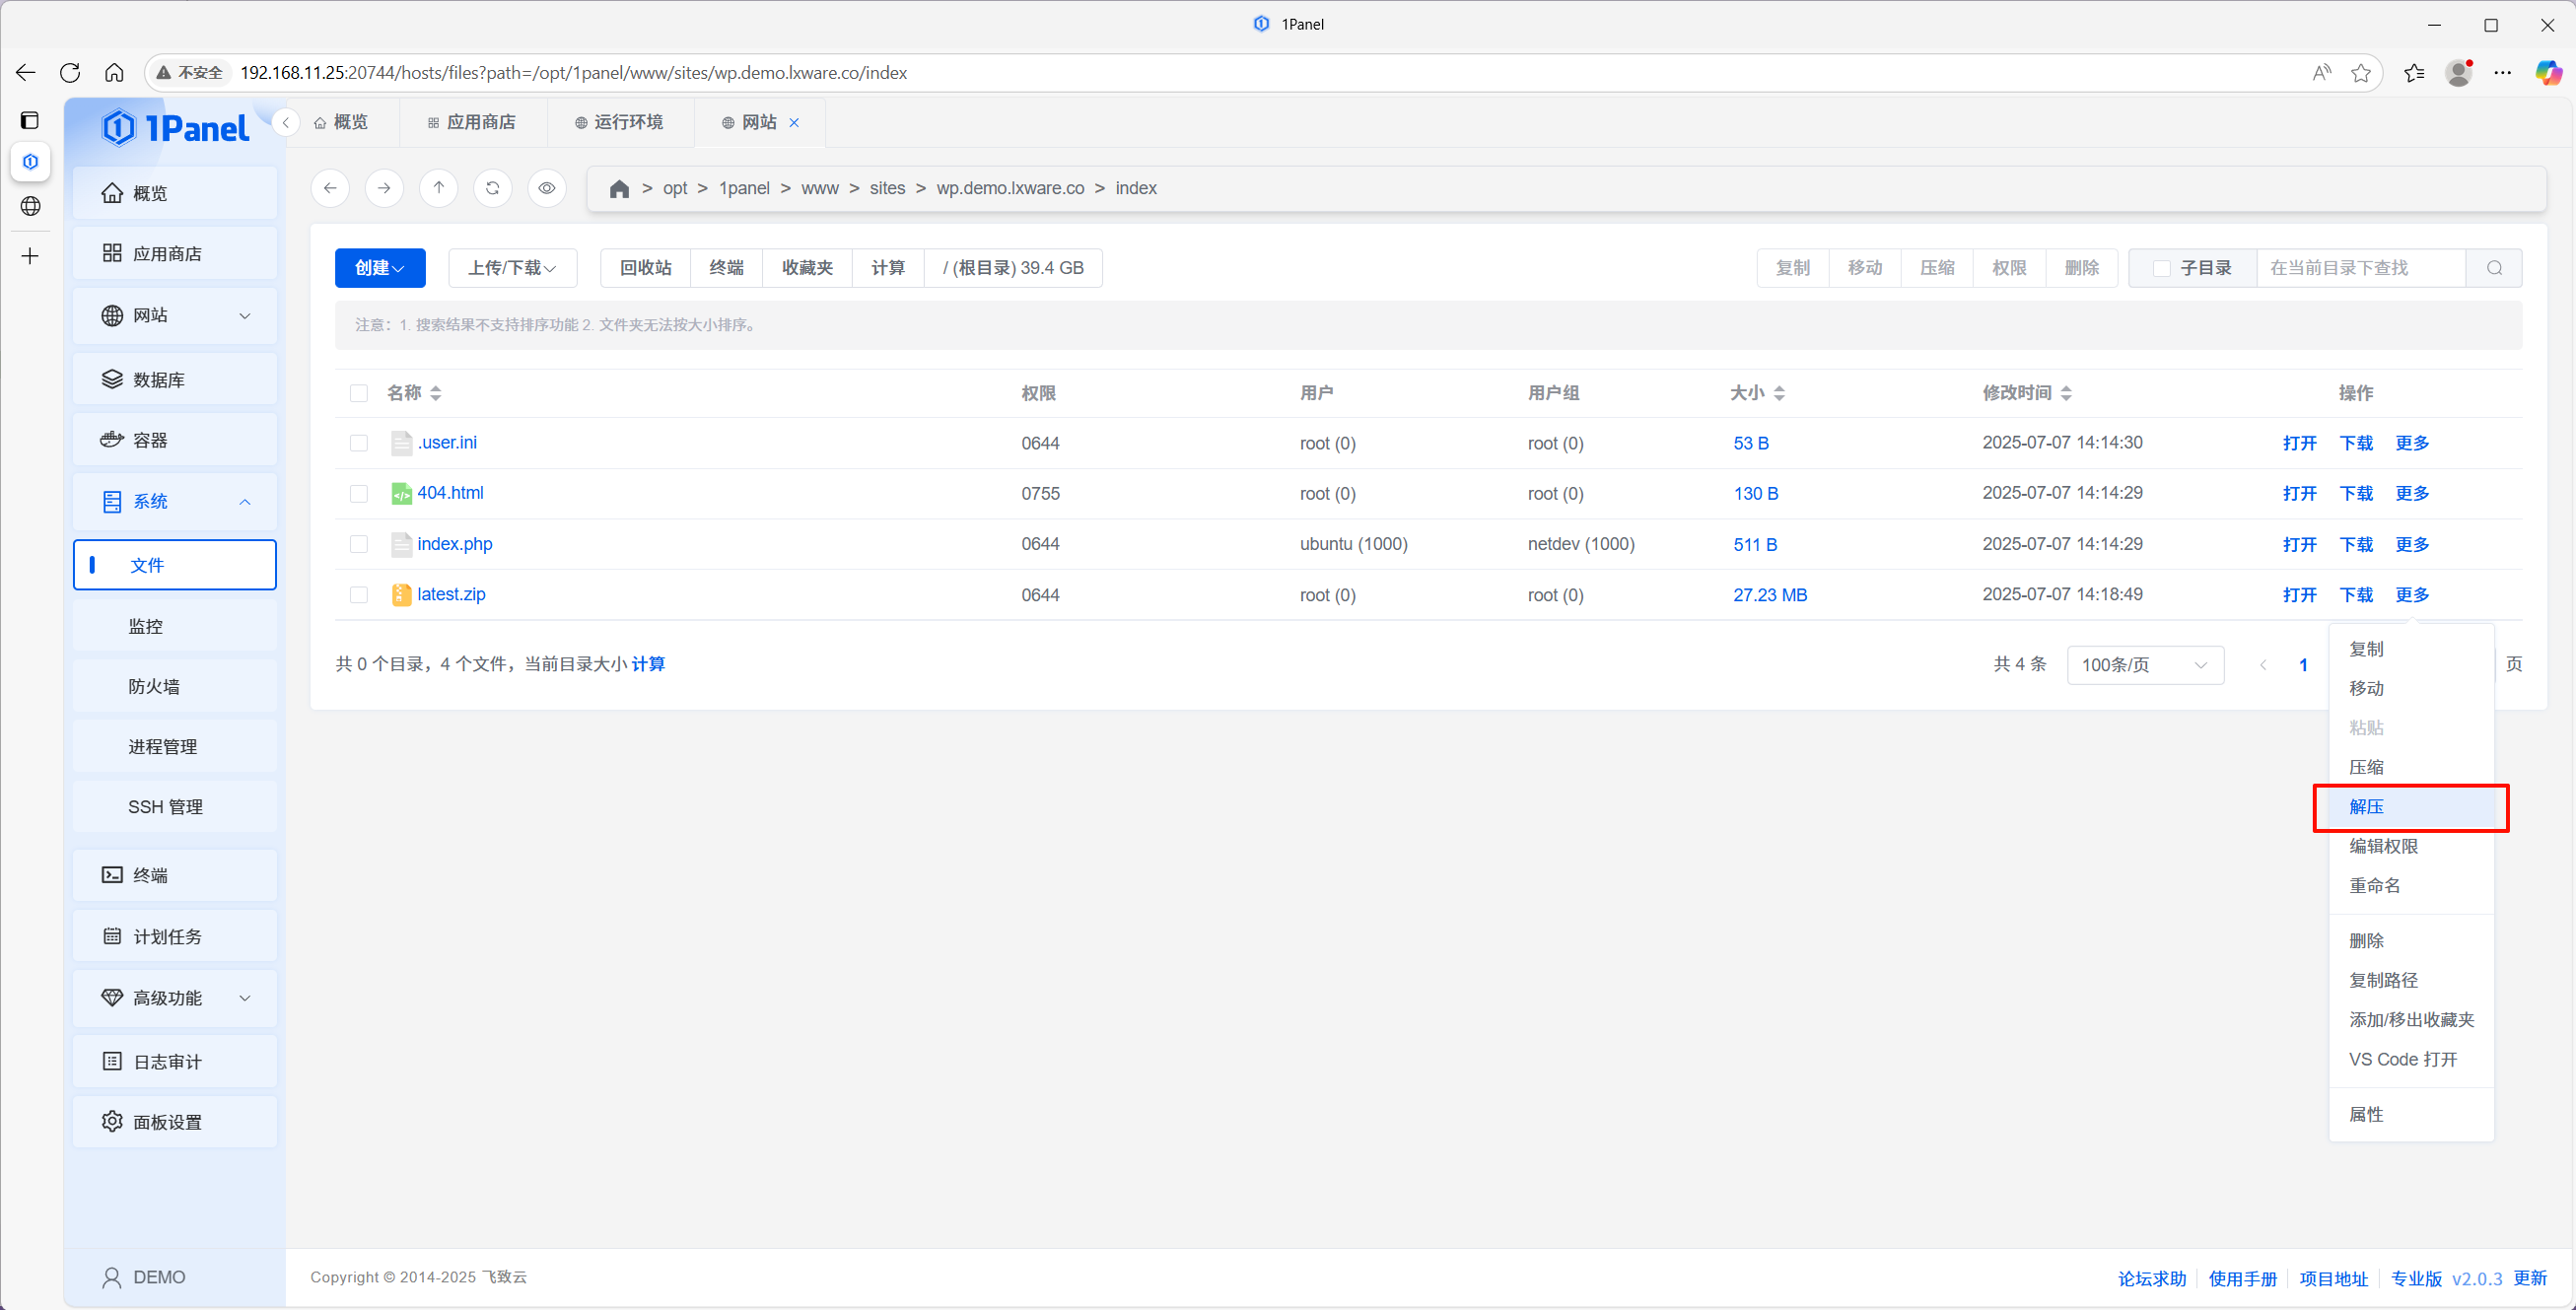 1Panel
不安全 192.168.11.25:20744/hosts/files?path=/opt/1panel/www/sites/wp.demo.lxware.co/index
1Panel
概览 应用商店 运行环境 网站
> opt > 1panel > www > sites > wp.demo.lxware.co > index
概览
应用商店
网站
数据库
容器
系统
文件
监控
防火墙
进程管理
SSH 管理
终端
计划任务
高级功能
日志审计
面板设置
DEMO
创建 上传/下载 回收站 终端 收藏夹 计算 / (根目录) 39.4 GB 复制 移动 压缩 权限 删除 子目录 在当前目录下查找
注意：1. 搜索结果不支持排序功能 2. 文件夹无法按大小排序。
名称 权限 用户 用户组 大小 修改时间 操作
.user.ini 0644 root (0) root (0) 53 B 2025-07-07 14:14:30 打开 下载 更多
404.html 0755 root (0) root (0) 130 B 2025-07-07 14:14:29 打开 下载 更多
index.php 0644 ubuntu (1000) netdev (1000) 511 B 2025-07-07 14:14:29 打开 下载 更多
latest.zip 0644 root (0) root (0) 27.23 MB 2025-07-07 14:18:49 打开 下载 更多
共 0 个目录，4 个文件，当前目录大小 计算 共 4 条 100条/页 1 页
复制
移动
粘贴
压缩
解压
编辑权限
重命名
删除
复制路径
添加/移出收藏夹
VS Code 打开
属性
Copyright © 2014-2025 飞致云 论坛求助 使用手册 项目地址 专业版 v2.0.3 更新